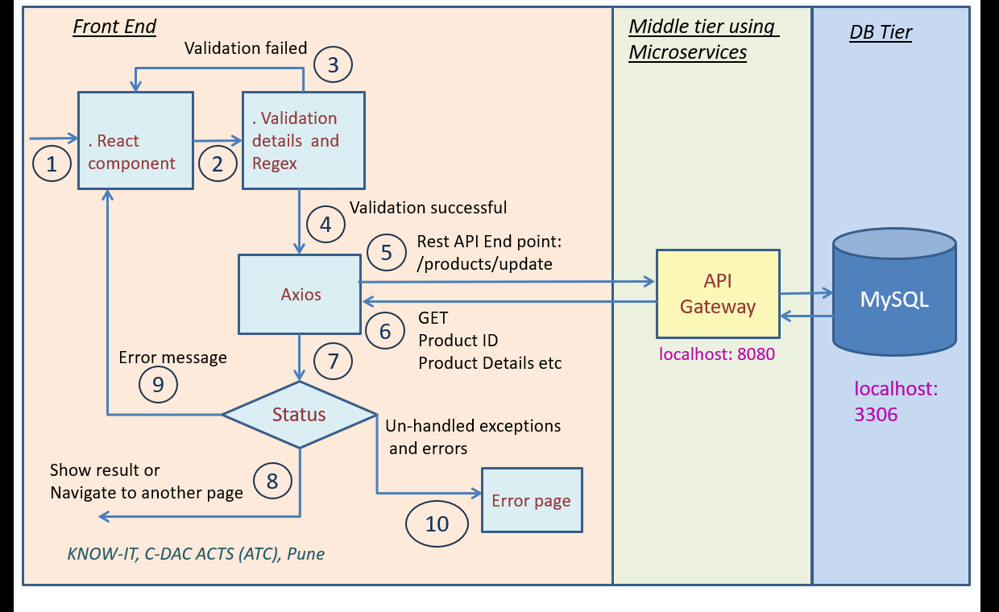 Front End
Middle tier using
Microservices
DB Tier
Validation failed
3
. React
component
. Validation
details and
Regex
1
2
4
Validation successful
5
Rest API End point:
/products/update
Axios
API
Gateway
MySQL
6
GET
Product ID
Product Details etc
localhost: 8080
localhost:
3306
7
Error message
9
Status
Un-handled exceptions
and errors
Show result or
Navigate to another page
8
Error page
10
KNOW-IT, C-DAC ACTS (ATC), Pune